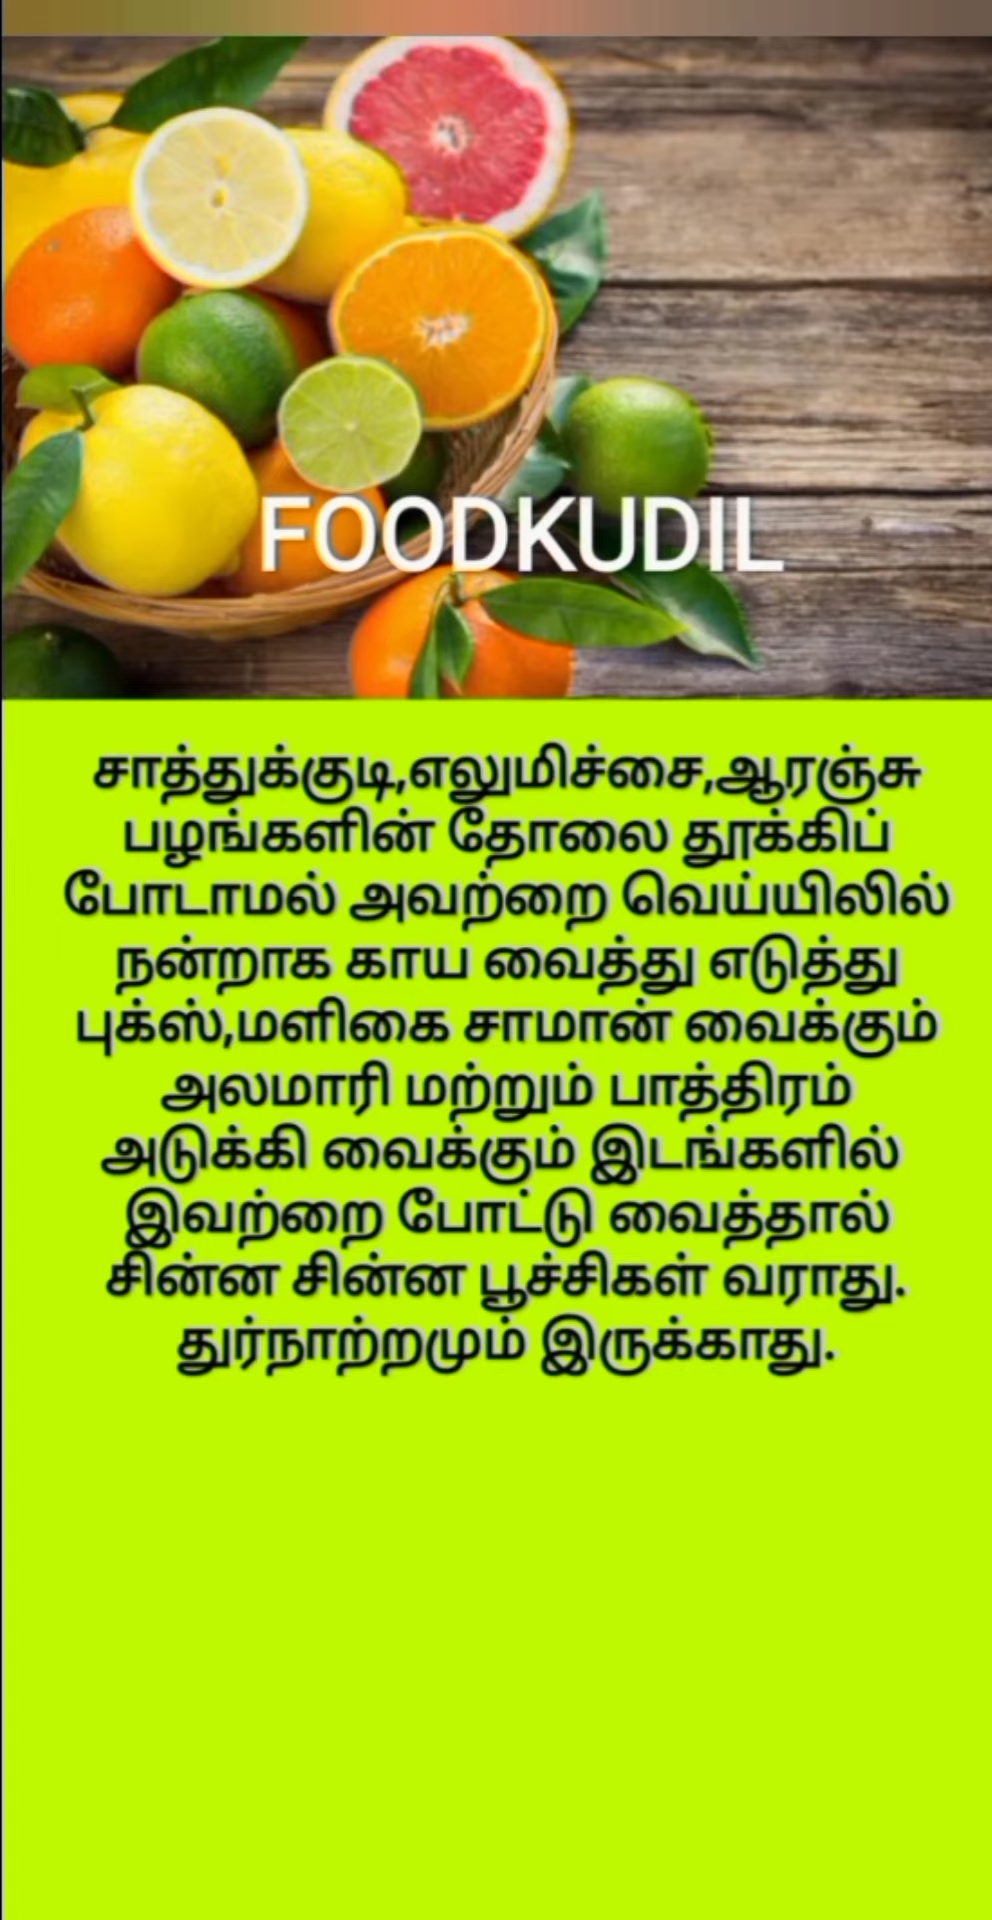 FOODKUDIL
சாத்துக்குடி,எலுமிச்சை,ஆரஞ்சு
பழங்களின் தோலை தூக்கிப்
போடாமல் அவற்றை வெய்யிலில்
நன்றாக காய வைத்து எடுத்து
புக்ஸ்,மளிகை சாமான் வைக்கும்
அலமாரி மற்றும் பாத்திரம்
அடுக்கி வைக்கும் இடங்களில்
இவற்றை போட்டு வைத்தால்
சின்ன சின்ன பூச்சிகள் வராது.
துர்நாற்றமும் இருக்காது.